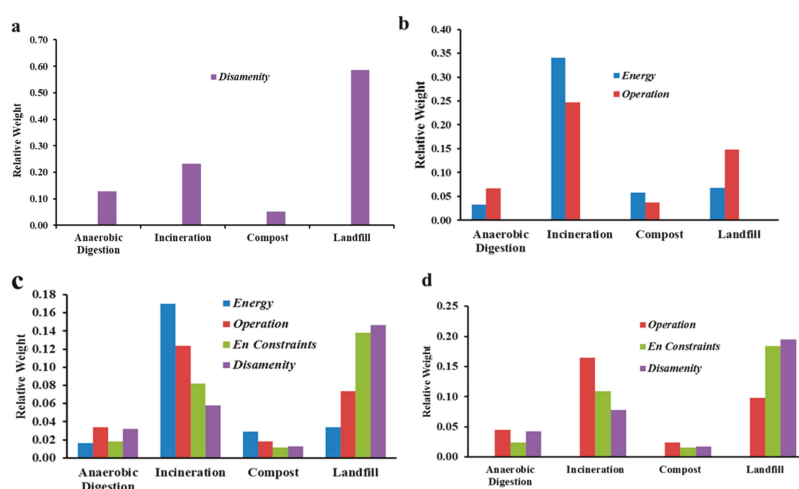 a
0.70
0.60
0.50
0.40
0.30
0.20
0.10
0.00
Relative Weight
Disamenity
Anaerobic
Digestion
Incineration
Compost
Landfill
b
0.40
0.35
0.30
0.25
0.20
0.15
0.10
0.05
0.00
Relative Weight
Energy
Operation
Anaerobic
Digestion
Incineration
Compost
Landfill
c
0.18
0.16
0.14
0.12
0.10
0.08
0.06
0.04
0.02
0.00
Relative Weight
Energy
Operation
En Constraints
Disamenity
Anaerobic
Digestion
Incineration
Compost
Landfill
d
0.25
0.20
0.15
0.10
0.05
0.00
Relative Weight
Operation
En Constraints
Disamenity
Anaerobic
Digestion
Incineration
Compost
Landfill